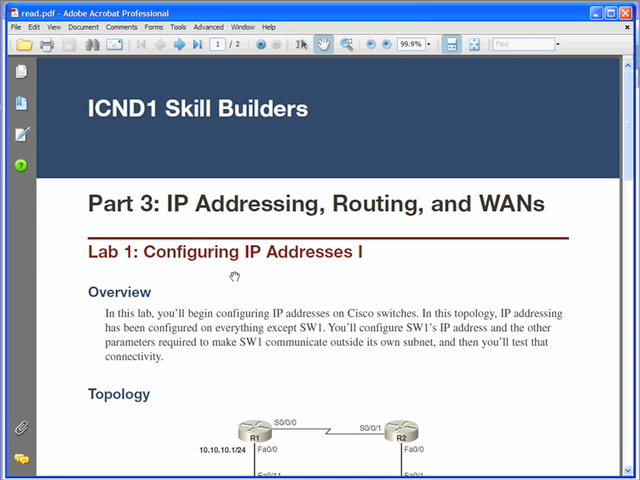 read.pdf - Adobe Acrobat Professional
File Edit View Document Comments Forms Tools Advanced Window Help
1 / 2 99.9% Find
ICND1 Skill Builders
Part 3: IP Addressing, Routing, and WANs
Lab 1: Configuring IP Addresses I
Overview
In this lab, you'll begin configuring IP addresses on Cisco switches. In this topology, IP addressing
has been configured on everything except SW1. You'll configure SW1's IP address and the other
parameters required to make SW1 communicate outside its own subnet, and then you'll test that
connectivity.
Topology
S0/0/0 S0/0/1
R1 R2
10.10.10.1/24 Fa0/0 Fa0/0
Fa0/11 Fa0/1